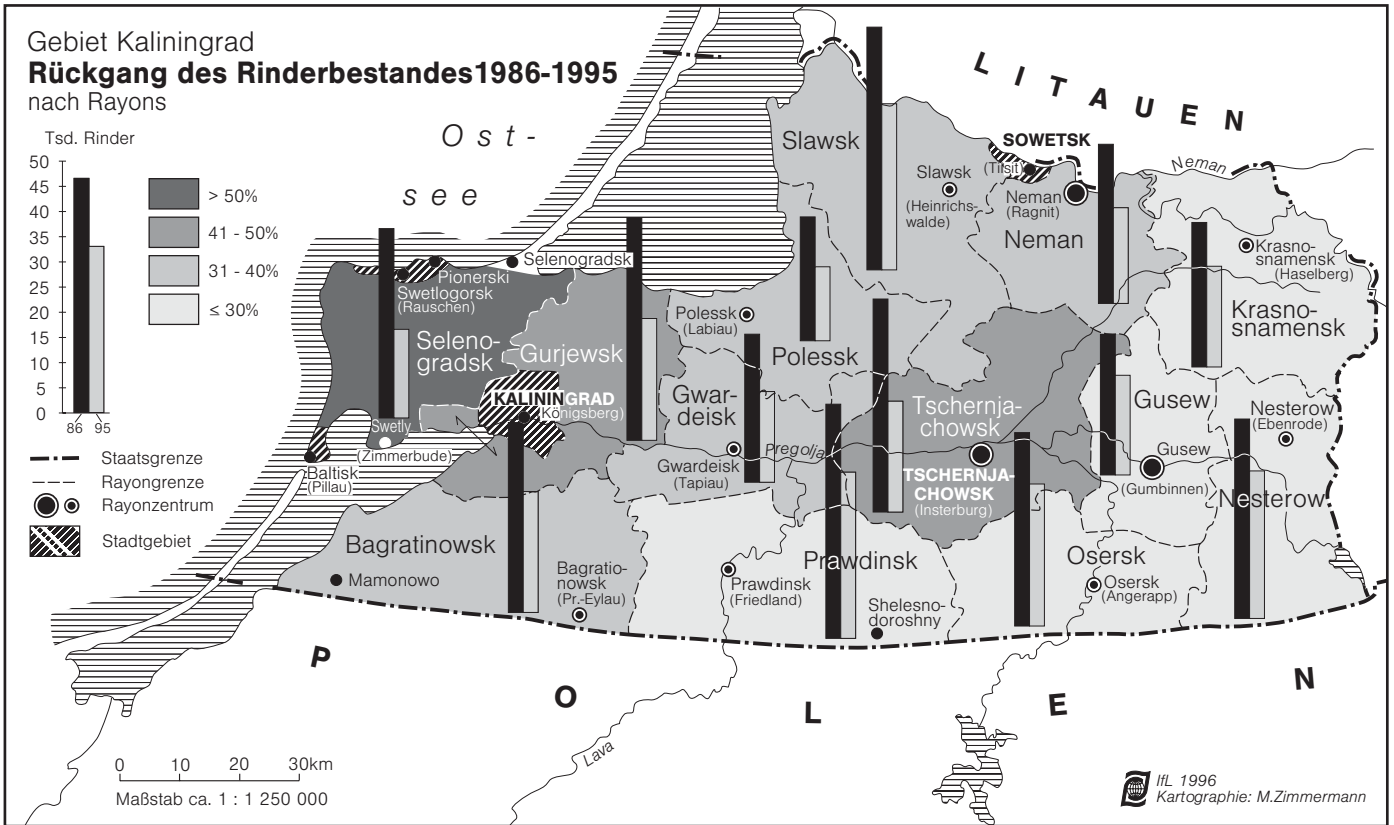 Gebiet Kaliningrad
Rückgang des Rinderbestandes1986-1995
nach Rayons
Tsd. Rinder
50
45
40
35
30
25
20
15
10
5
0
86 95
> 50%
41 - 50%
31 - 40%
≤ 30%
Staatsgrenze
Rayongrenze
Rayonzentrum
Stadtgebiet
Ost-
see
LITAUEN
Neman
SOWETSK
(Tilsit)
Neman
(Ragnit)
Neman
Slawsk
Slawsk
(Heinrichs-
walde)
Krasno-
snamensk
(Haselberg)
Krasno-
snamensk
Selenogradsk
Pionerski
Swetlogorsk
(Rauschen)
Seleno-
gradsk
Gurjewsk
KALININGRAD
Königsberg)
Swetly
(Zimmerbude)
Baltisk
(Pillau)
Polessk
(Labiau)
Polessk
Gwar-
deisk
Gwardeisk
(Tapiau)
Pregolja
Tschernja-
chowsk
TSCHERNJA-
CHOWSK
(Insterburg)
Gusew
Gusew
(Gumbinnen)
Nesterow
(Ebenrode)
Nesterow
Bagratinowsk
Mamonowo
Bagratio-
nowsk
(Pr.-Eylau)
Prawdinsk
Prawdinsk
(Friedland)
Shelesno-
doroshny
Osersk
Osersk
(Angerapp)
POLEN
Lava
0 10 20 30km
Maßstab ca. 1 : 1 250 000
IfL 1996
Kartographie: M.Zimmermann